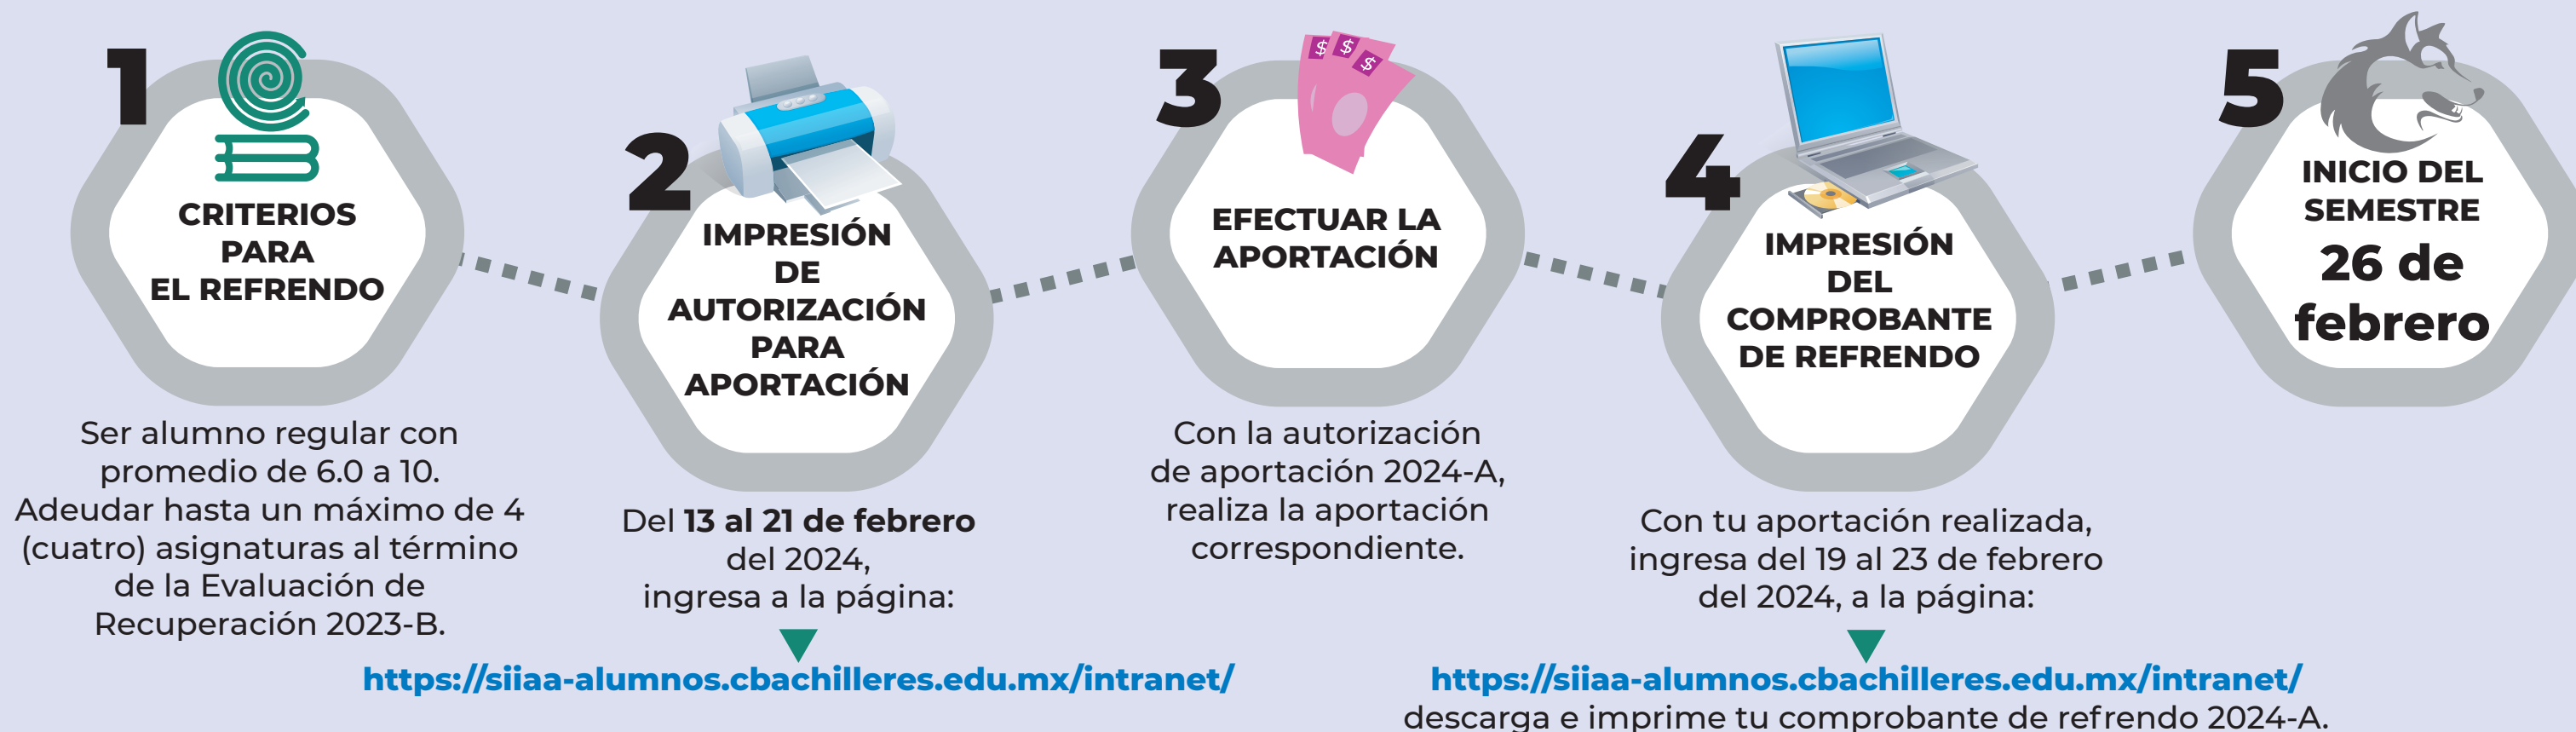 1
CRITERIOS
PARA
EL REFRENDO
Ser alumno regular con
promedio de 6.0 a 10.
Adeudar hasta un máximo de 4
(cuatro) asignaturas al término
de la Evaluación de
Recuperación 2023-B.
2
IMPRESIÓN
DE
AUTORIZACIÓN
PARA
APORTACIÓN
Del 13 al 21 de febrero
del 2024,
ingresa a la página:
https://siiaa-alumnos.cbachilleres.edu.mx/intranet/
3
$ $ $
EFECTUAR LA
APORTACIÓN
Con la autorización
de aportación 2024-A,
realiza la aportación
correspondiente.
4
IMPRESIÓN
DEL
COMPROBANTE
DE REFRENDO
Con tu aportación realizada,
ingresa del 19 al 23 de febrero
del 2024, a la página:
https://siiaa-alumnos.cbachilleres.edu.mx/intranet/
descarga e imprime tu comprobante de refrendo 2024-A.
5
INICIO DEL
SEMESTRE
26 de
febrero